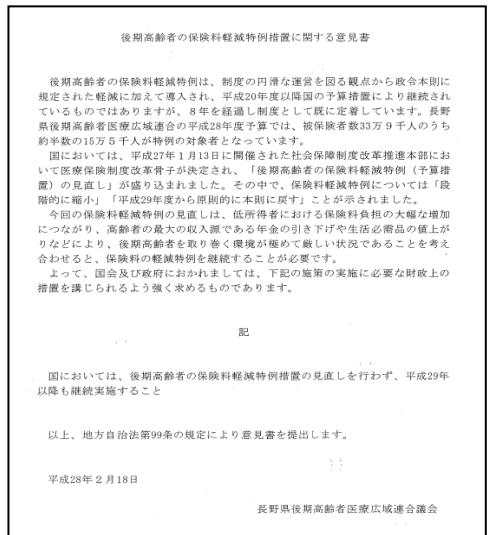 後期高齢者の保険料軽減特例措置に関する意見書
後期高齢者の保険料軽減特例は、制度の円滑な運営を図る観点から政令本則に
規定された軽減に加えて導入され、平成20年度以降国の予算措置により継続されて
いるものではありますが、８年を経過し制度として既に定着しています。長野
県後期高齢者医療広域連合の平成28年度予算では、被保険者数33万９千人のうち
約半数の15万５千人が特例の対象者となっています。
国においては、平成27年１月13日に開催された社会保障制度改革推進本部にお
いて医療保険制度改革骨子が決定され、「後期高齢者の保険料軽減特例（予算措
置）の見直し」が盛り込まれました。その中で、保険料軽減特例については「段
階的に縮小」「平成29年度から原則的に本則に戻す」ことが示されました。
今回の保険料軽減特例の見直しは、低所得者における保険料負担の大幅な増加
につながり、高齢者の最大の収入源である年金の引き下げや生活必需品の値上が
りなどにより、後期高齢者を取り巻く環境が極めて厳しい状況であることを考え
合わせると、保険料の軽減特例を継続することが必要です。
よって、国会及び政府におかれましては、下記の施策の実施に必要な財政上の
措置を講じられるよう強く求めるものであります。
記
国においては、後期高齢者の保険料軽減特例措置の見直しを行わず、平成29年
以降も継続実施すること
以上、地方自治法第99条の規定により意見書を提出します。
平成28年２月18日
長野県後期高齢者医療広域連合議会